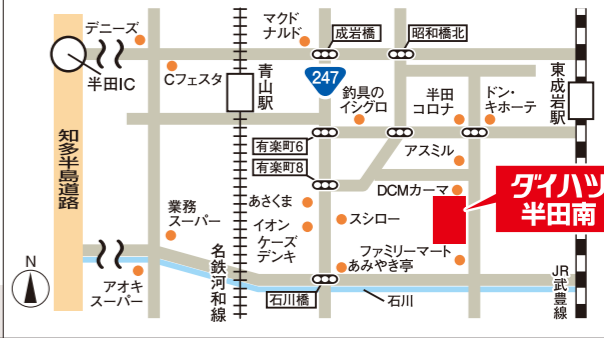 デニーズ
マクド
ナルド
成岩橋
昭和橋北
半田IC
Cフェスタ
青山駅
247
釣具の
イシグロ
半田
コロナ
ドン・
キホーテ
東成岩駅
知多半島道路
有楽町6
有楽町8
アスミル
DCMカーマ
ダイハツ
半田南
あさくま
イオン
ケーズ
デンキ
スシロー
業務
スーパー
ファミリーマート
あみやき亭
N
アオキ
スーパー
名鉄河和線
石川橋
石川
JR武豊線